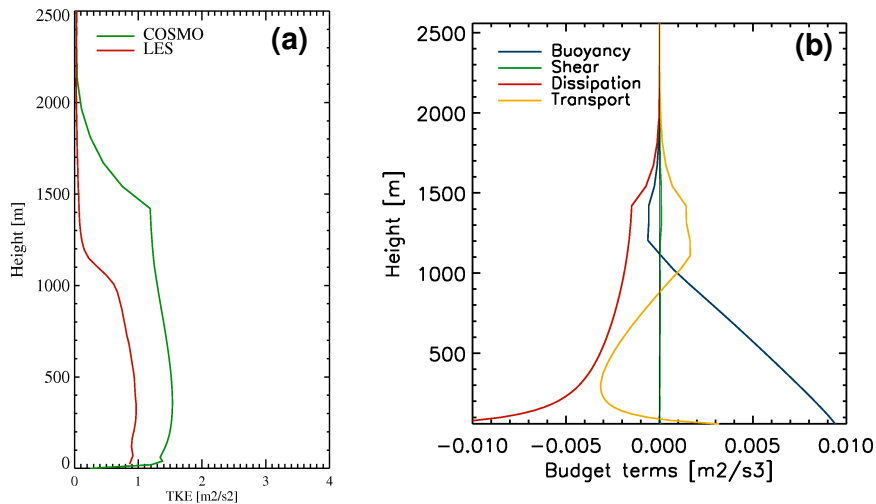 (a)
COSMO
LES
2500
2000
1500
1000
500
0
Height [m]
0 1 2 3 4
TKE [m2/s2]
(b)
Buoyancy
Shear
Dissipation
Transport
2500
2000
1500
1000
500
Height [m]
-0.010 -0.005 0.000 0.005 0.010
Budget terms [m2/s3]